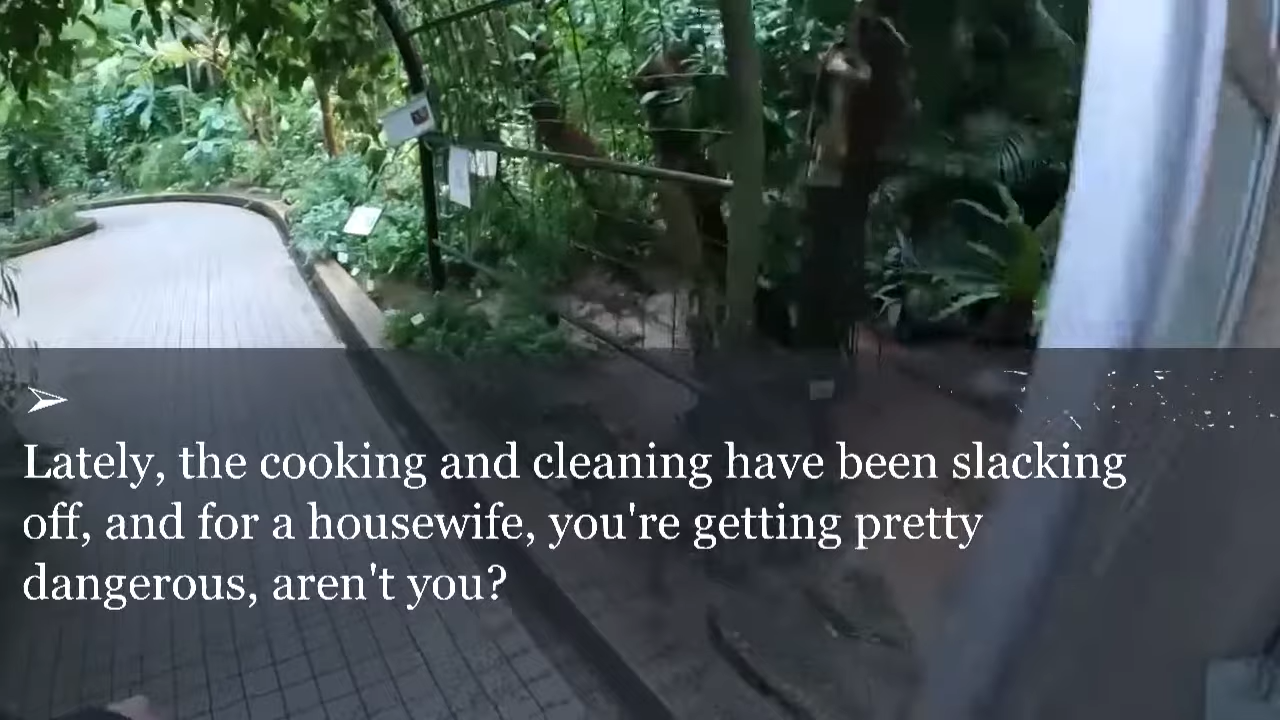 Lately, the cooking and cleaning have been slacking
off, and for a housewife, you're getting pretty
dangerous, aren't you?